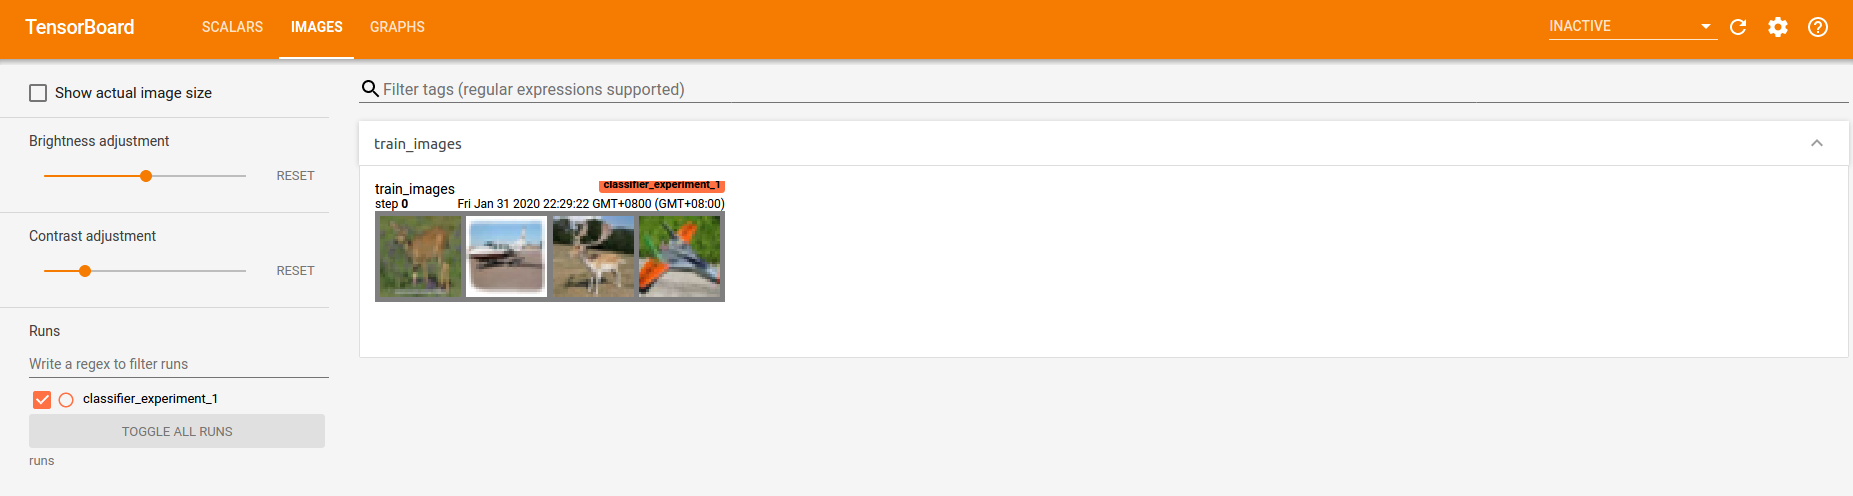 TensorBoard SCALARS IMAGES GRAPHS INACTIVE
Show actual image size
Filter tags (regular expressions supported)
Brightness adjustment
RESET
train_images
train_images classifier_experiment_1
step 0 Fri Jan 31 2020 22:29:22 GMT+0800 (GMT+08:00)
Contrast adjustment
RESET
Runs
Write a regex to filter runs
classifier_experiment_1
TOGGLE ALL RUNS
runs